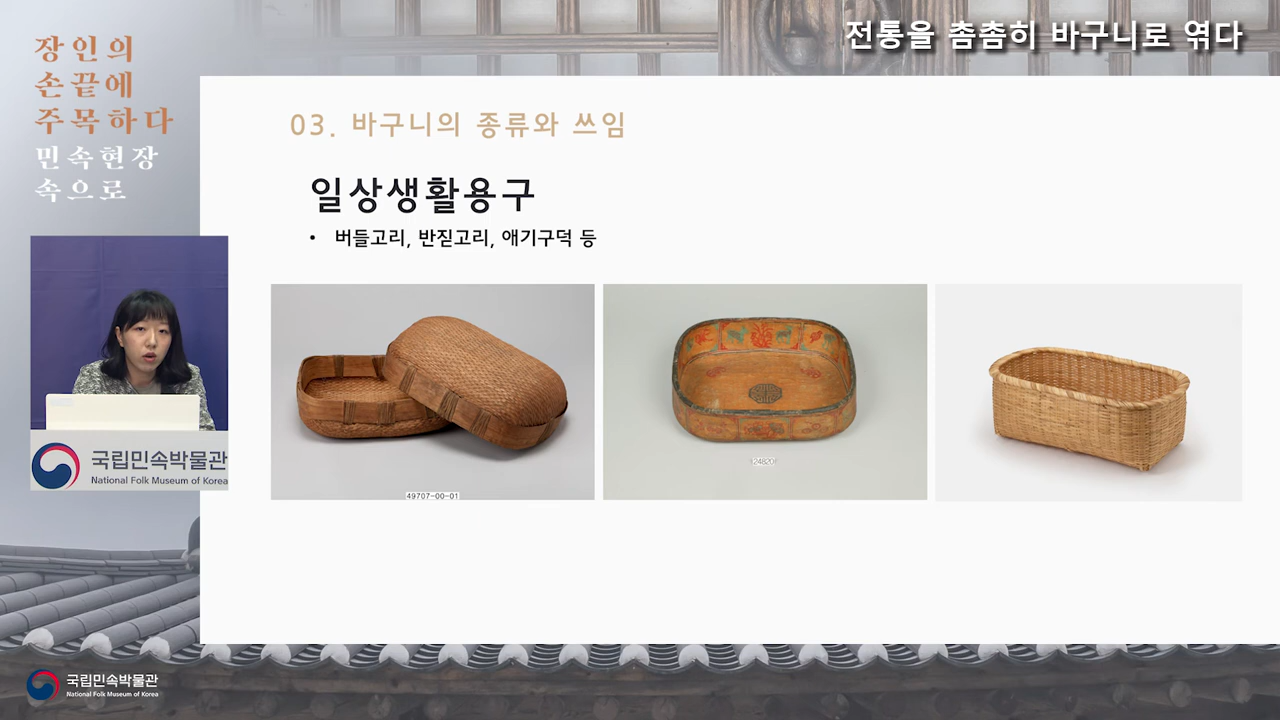 전통을 촘촘히 바구니로 엮다
장인의
손끝에
주목하다
민속현장
속으로
03. 바구니의 종류와 쓰임
일상생활용구
• 버들고리, 반짇고리, 애기구덕 등
49707-00-01
24820
국립민속박물관
National Folk Museum of Korea
국립민속박물관
National Folk Museum of Korea